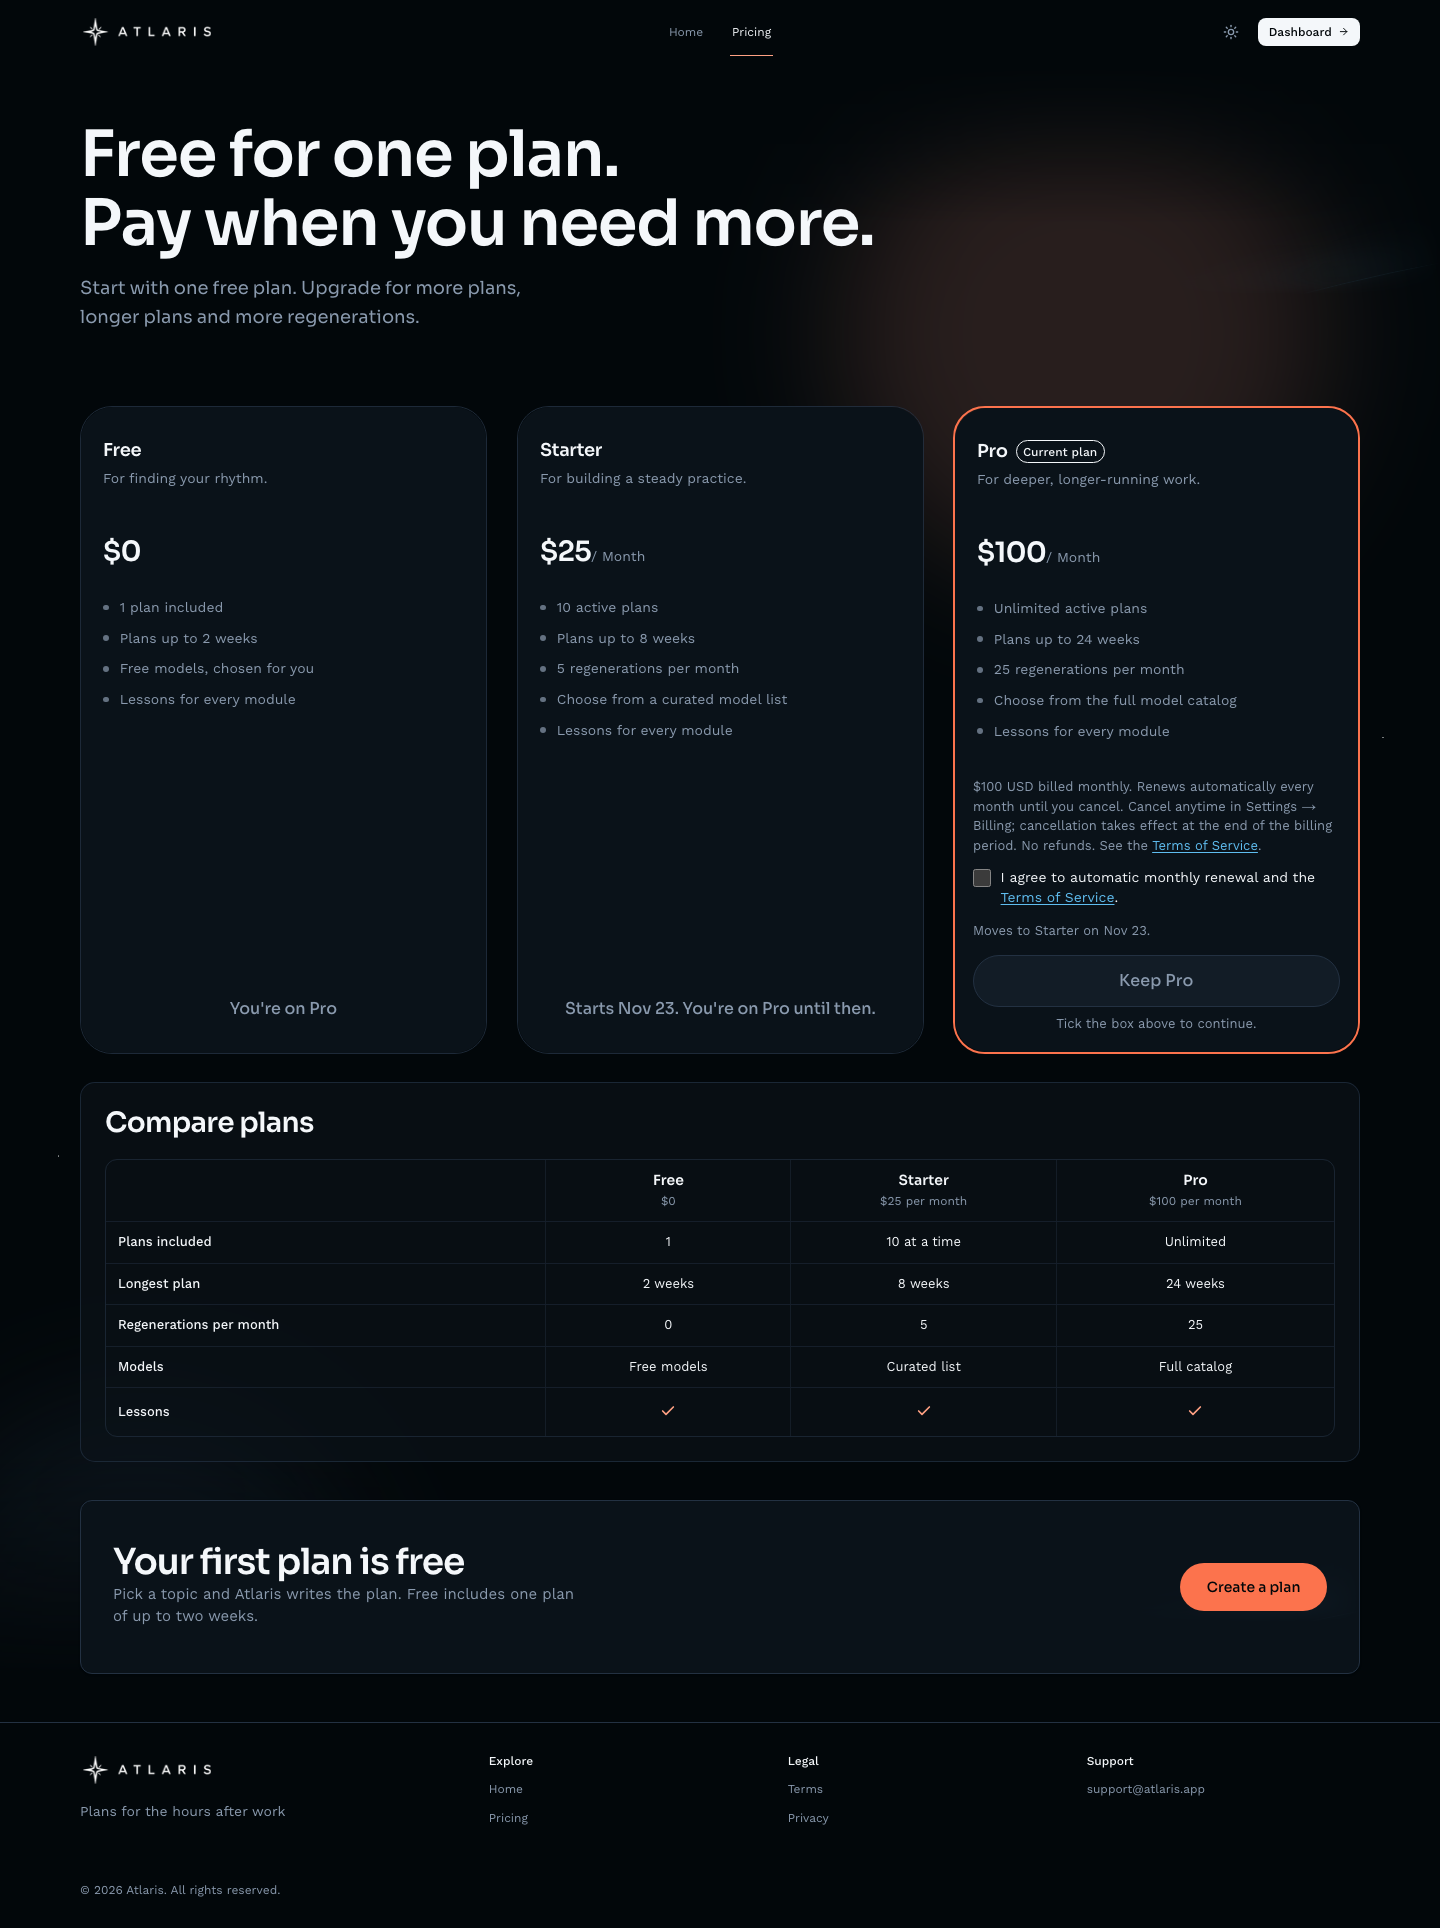 ATLARIS
Home
Pricing
Dashboard →
Free for one plan.
Pay when you need more.
Start with one free plan. Upgrade for more plans,
longer plans and more regenerations.
Free
For finding your rhythm.
$0
1 plan included
Plans up to 2 weeks
Free models, chosen for you
Lessons for every module
You're on Pro
Starter
For building a steady practice.
$25/ Month
10 active plans
Plans up to 8 weeks
5 regenerations per month
Choose from a curated model list
Lessons for every module
Starts Nov 23. You're on Pro until then.
Pro Current plan
For deeper, longer-running work.
$100/ Month
Unlimited active plans
Plans up to 24 weeks
25 regenerations per month
Choose from the full model catalog
Lessons for every module
$100 USD billed monthly. Renews automatically every
month until you cancel. Cancel anytime in Settings →
Billing; cancellation takes effect at the end of the billing
period. No refunds. See the Terms of Service.
I agree to automatic monthly renewal and the
Terms of Service.
Moves to Starter on Nov 23.
Keep Pro
Tick the box above to continue.
Compare plans
Free Starter Pro
$0 $25 per month $100 per month
Plans included 1 10 at a time Unlimited
Longest plan 2 weeks 8 weeks 24 weeks
Regenerations per month 0 5 25
Models Free models Curated list Full catalog
Lessons ✓ ✓ ✓
Your first plan is free
Pick a topic and Atlaris writes the plan. Free includes one plan
of up to two weeks.
Create a plan
ATLARIS
Plans for the hours after work
Explore
Home
Pricing
Legal
Terms
Privacy
Support
support@atlaris.app
© 2026 Atlaris. All rights reserved.